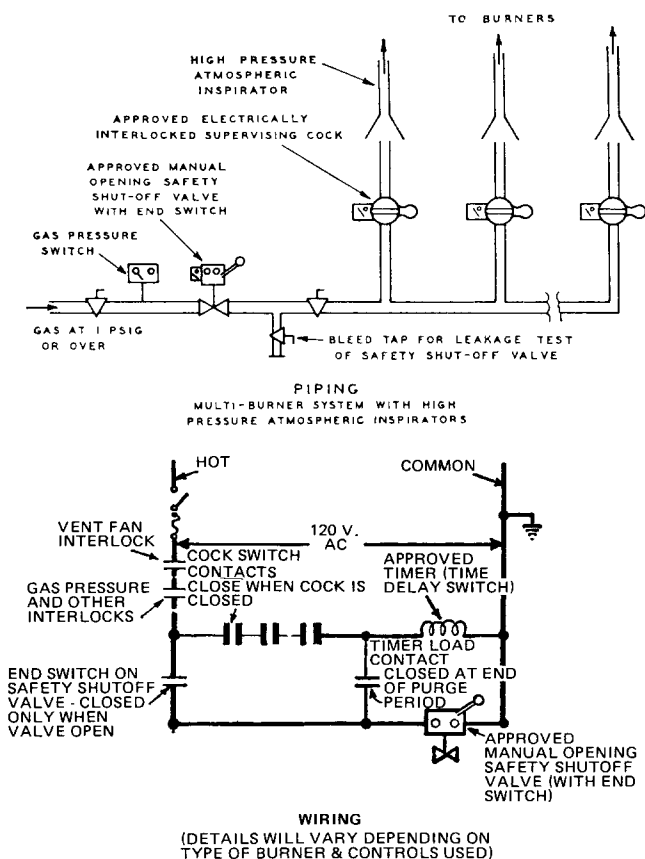 TO BURNERS
HIGH PRESSURE
ATMOSPHERIC
INSPIRATOR
APPROVED ELECTRICALLY
INTERLOCKED SUPERVISING COCK
APPROVED MANUAL
OPENING SAFETY
SHUT-OFF VALVE
WITH END SWITCH
GAS PRESSURE
SWITCH
GAS AT 1 PSIG
OR OVER
BLEED TAP FOR LEAKAGE TEST
OF SAFETY SHUT-OFF VALVE
PIPING
MULTI-BURNER SYSTEM WITH HIGH
PRESSURE ATMOSPHERIC INSPIRATORS
HOT
COMMON
120 V.
AC
VENT FAN
INTERLOCK
COCK SWITCH
CONTACTS
CLOSE WHEN COCK IS
CLOSED
APPROVED
TIMER (TIME
DELAY SWITCH)
GAS PRESSURE
AND OTHER
INTERLOCKS
TIMER LOAD
CONTACT
CLOSED AT END
OF PURGE
PERIOD
END SWITCH ON
SAFETY SHUTOFF
VALVE - CLOSED
ONLY WHEN
VALVE OPEN
APPROVED
MANUAL OPENING
SAFETY SHUTOFF
VALVE (WITH END
SWITCH)
WIRING
(DETAILS WILL VARY DEPENDING ON
TYPE OF BURNER & CONTROLS USED)